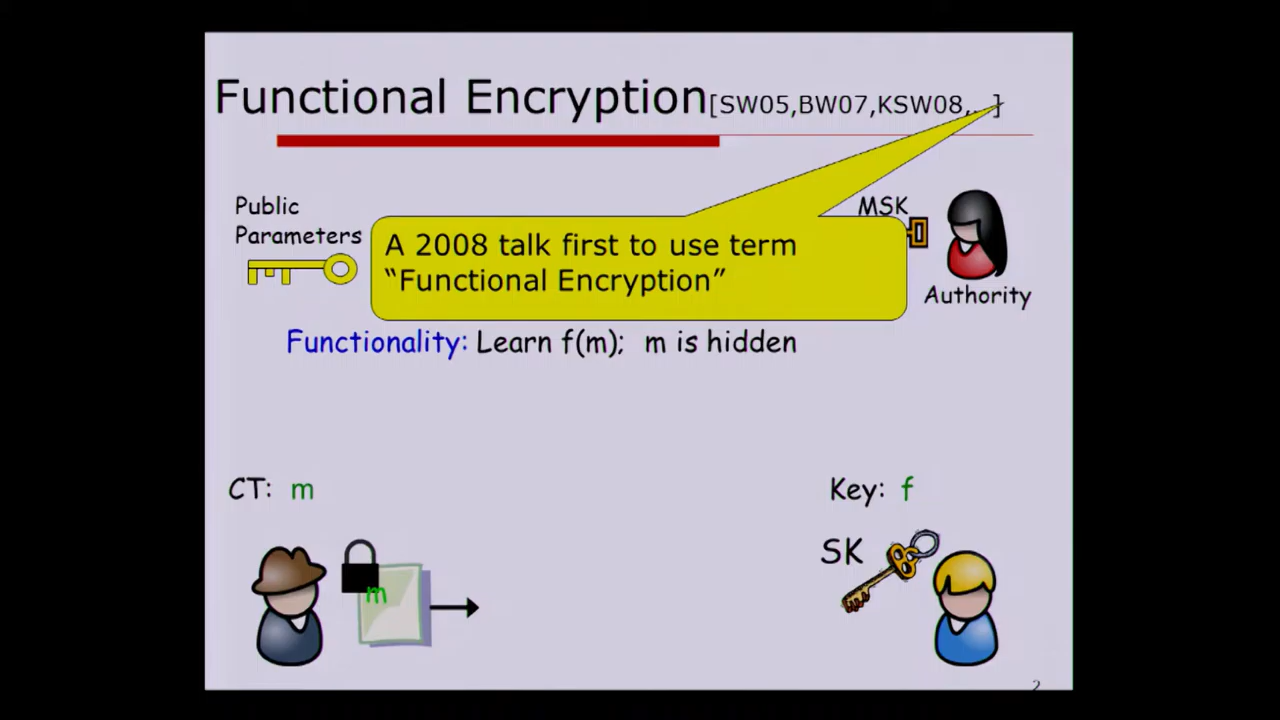 Functional Encryption[SW05,BW07,KSW08,...]
Public
Parameters
MSK
A 2008 talk first to use term
“Functional Encryption”
Authority
Functionality: Learn f(m); m is hidden
CT: m
Key: f
SK
m
2